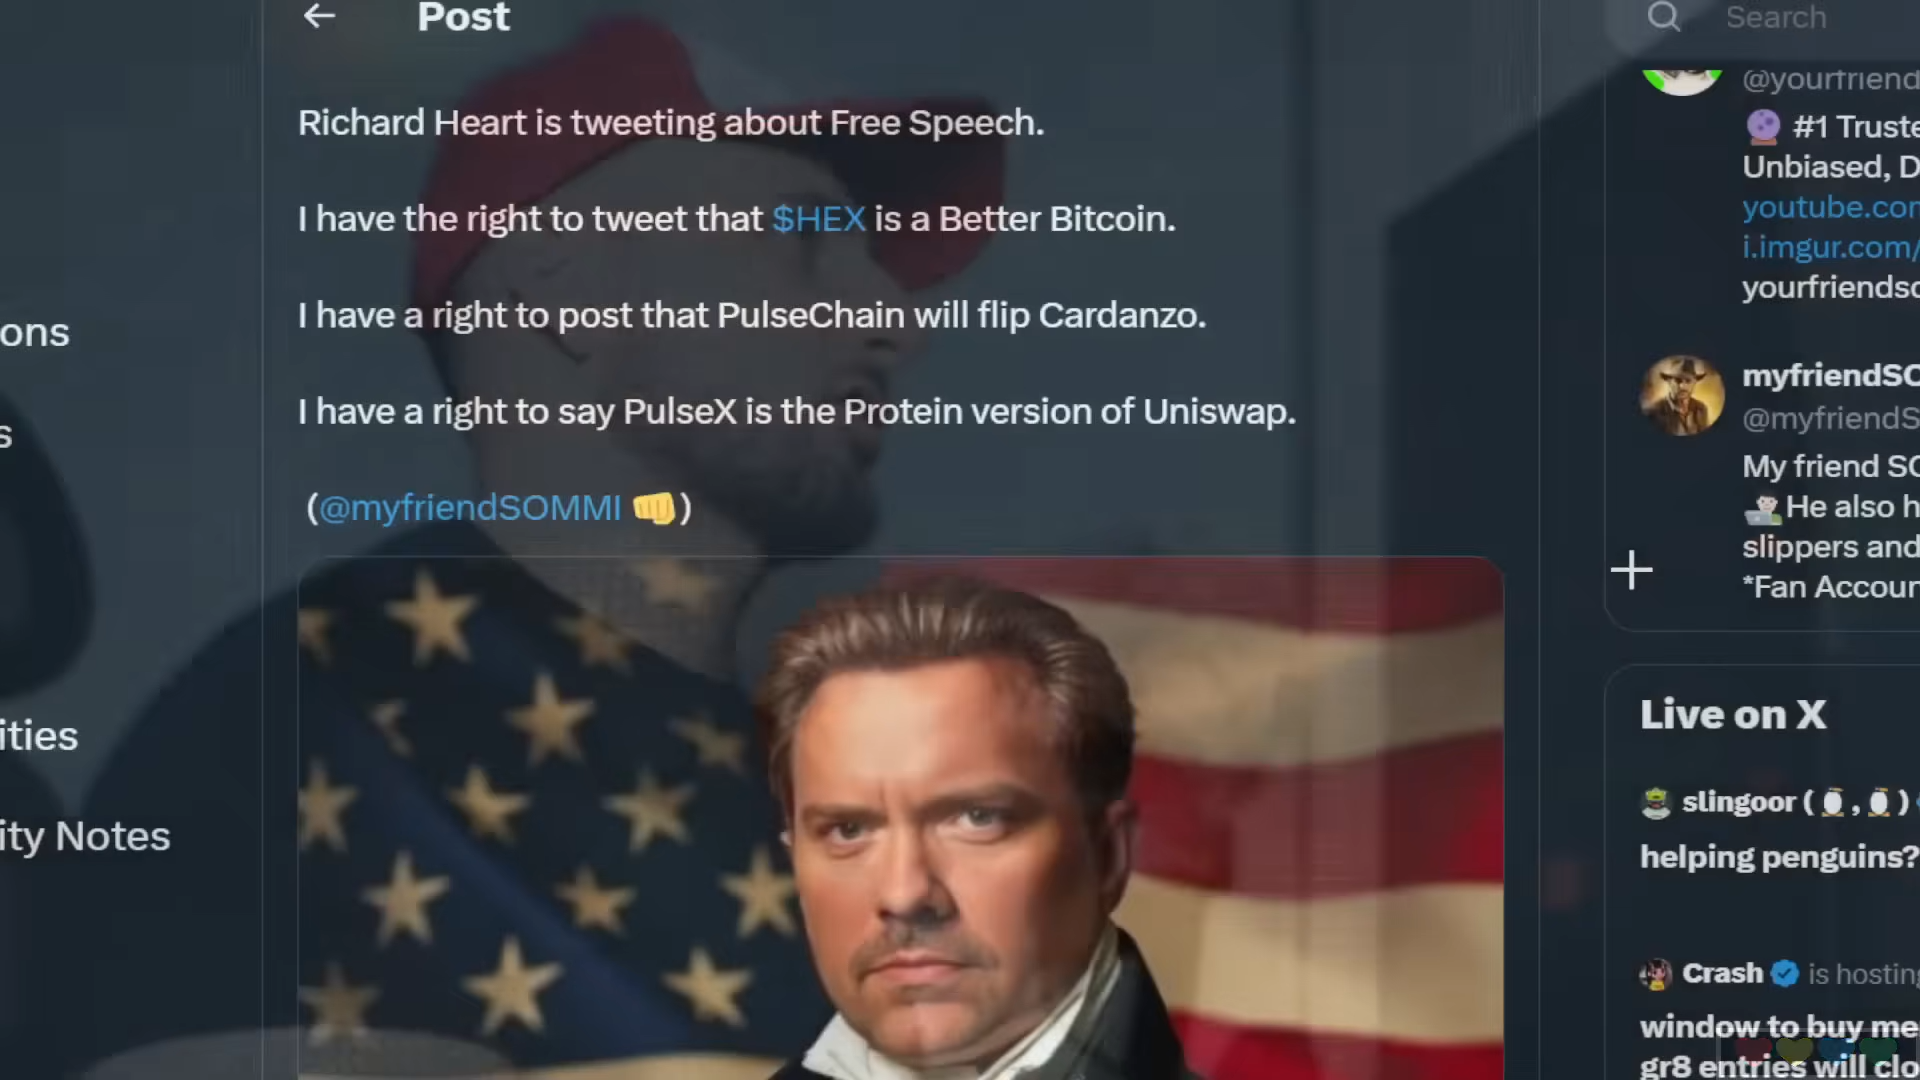 Post
Search
Richard Heart is tweeting about Free Speech.
I have the right to tweet that $HEX is a Better Bitcoin.
I have a right to post that PulseChain will flip Cardanzo.
I have a right to say PulseX is the Protein version of Uniswap.
(@myfriendSOMMI 👊)
ons
s
ities
ity Notes
@yourfriend
🔮 #1 Truste
Unbiased, D
youtube.com
i.imgur.com/
yourfriendso
myfriendSO
@myfriendS
My friend SO
He also h
slippers and
*Fan Accoun
Live on X
slingoor (🐧,🐧)
helping penguins?
Crash is hosting
window to buy me
gr8 entries will clo